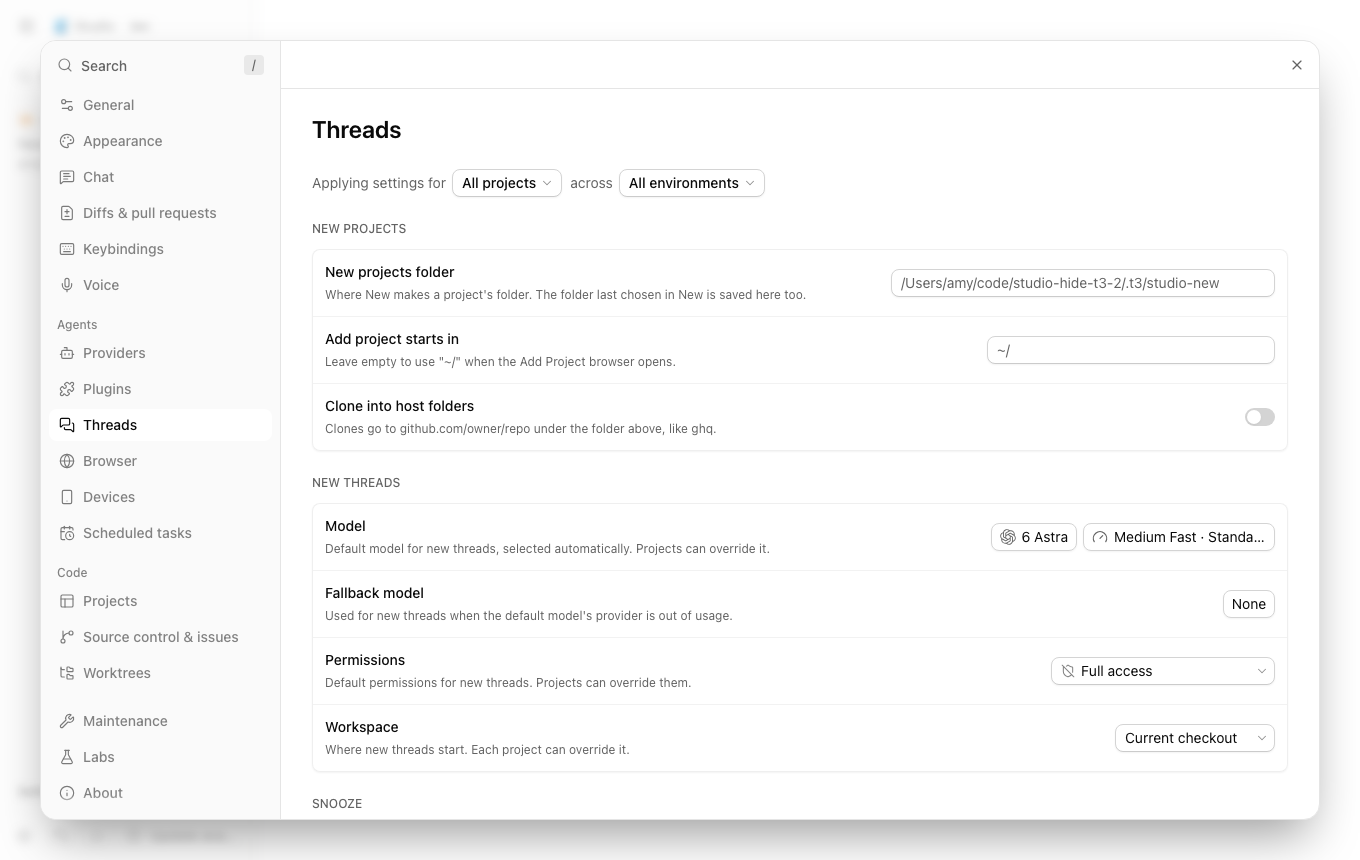 Search /
General
Appearance
Chat
Diffs & pull requests
Keybindings
Voice
Agents
Providers
Plugins
Threads
Browser
Devices
Scheduled tasks
Code
Projects
Source control & issues
Worktrees
Maintenance
Labs
About
Threads
Applying settings for All projects across All environments
NEW PROJECTS
New projects folder
Where New makes a project's folder. The folder last chosen in New is saved here too.
/Users/amy/code/studio-hide-t3-2/.t3/studio-new
Add project starts in
Leave empty to use "~/" when the Add Project browser opens.
~/
Clone into host folders
Clones go to github.com/owner/repo under the folder above, like ghq.
NEW THREADS
Model
Default model for new threads, selected automatically. Projects can override it.
6 Astra Medium Fast · Standa...
Fallback model
Used for new threads when the default model's provider is out of usage.
None
Permissions
Default permissions for new threads. Projects can override them.
Full access
Workspace
Where new threads start. Each project can override it.
Current checkout
SNOOZE